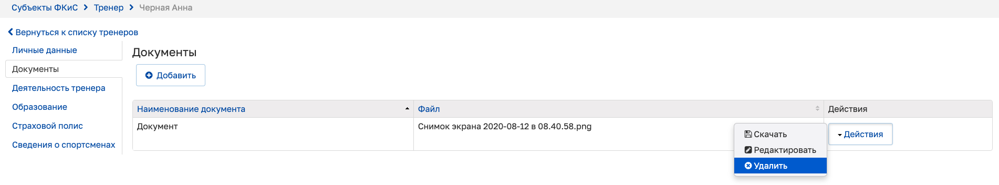 Субъекты ФКиС > Тренер > Черная Анна
Вернуться к списку тренеров
Личные данные
Документы
Деятельность тренера
Образование
Страховой полис
Сведения о спортсменах
Документы
Добавить
Наименование документа Файл Действия
Документ Снимок экрана 2020-08-12 в 08.40.58.png Действия
Скачать
Редактировать
Удалить